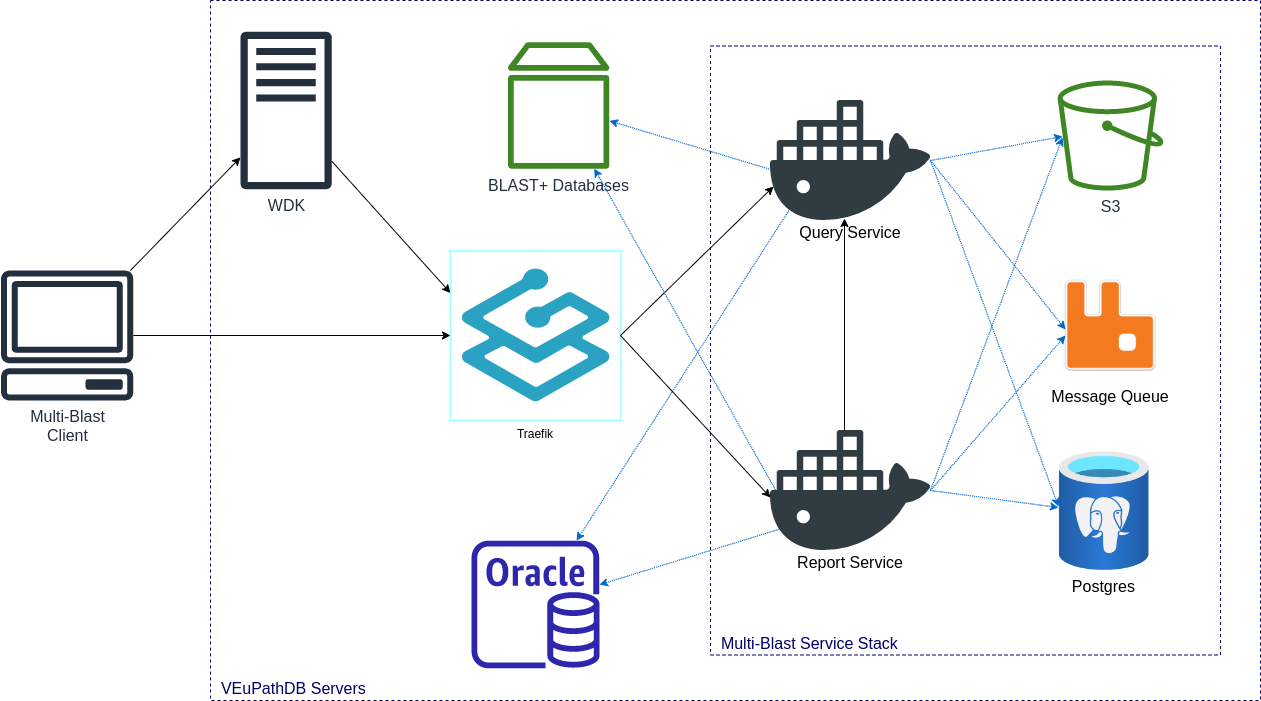 WDK
BLAST+ Databases
Query Service
S3
Multi-Blast
Client
Traefik
Message Queue
Oracle
Report Service
Postgres
Multi-Blast Service Stack
VEuPathDB Servers